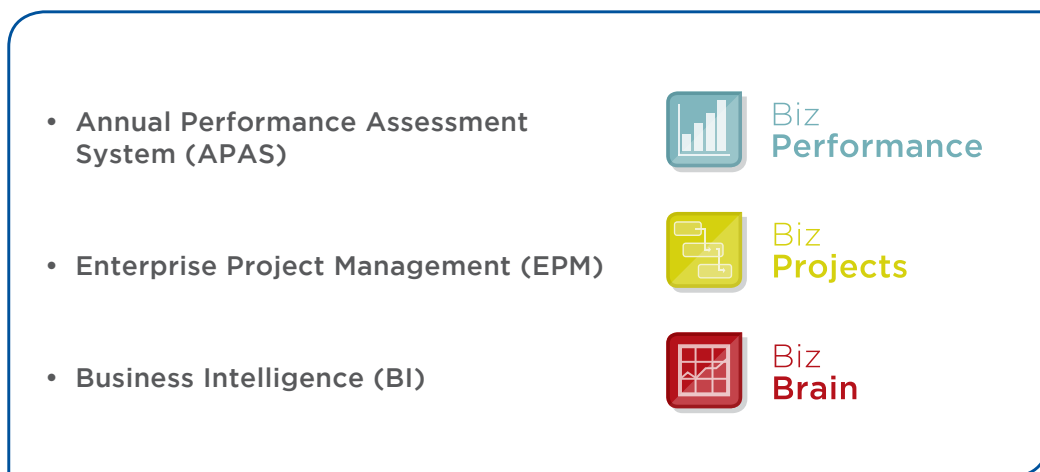 • Annual Performance Assessment
System (APAS)
Biz
Performance
• Enterprise Project Management (EPM)
Biz
Projects
• Business Intelligence (BI)
Biz
Brain